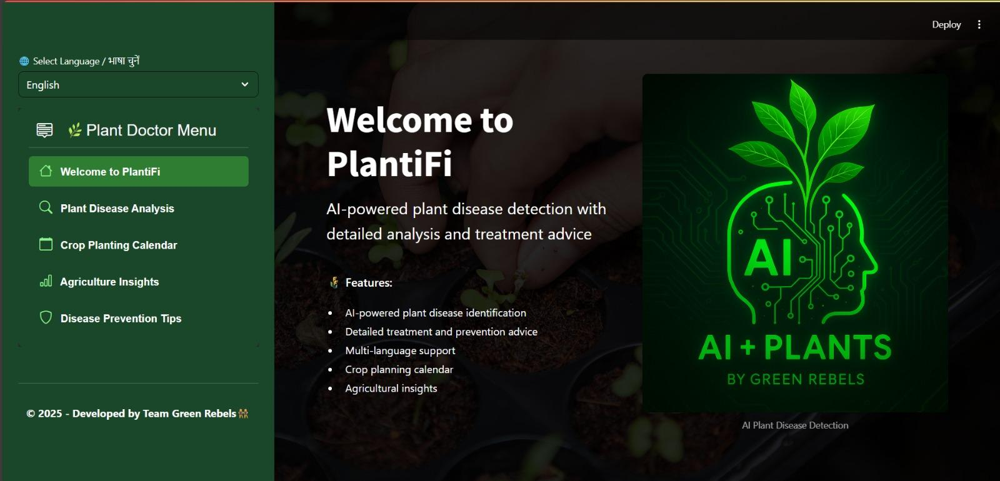 Deploy
🌐 Select Language / भाषा चुनें
English
🌿 Plant Doctor Menu
Welcome to PlantiFi
Plant Disease Analysis
Crop Planting Calendar
Agriculture Insights
Disease Prevention Tips
© 2025 - Developed by Team Green Rebels👯
Welcome to
PlantiFi
AI-powered plant disease detection with
detailed analysis and treatment advice
🌾 Features:
• AI-powered plant disease identification
• Detailed treatment and prevention advice
• Multi-language support
• Crop planning calendar
• Agricultural insights
AI
AI + PLANTS
BY GREEN REBELS
AI Plant Disease Detection